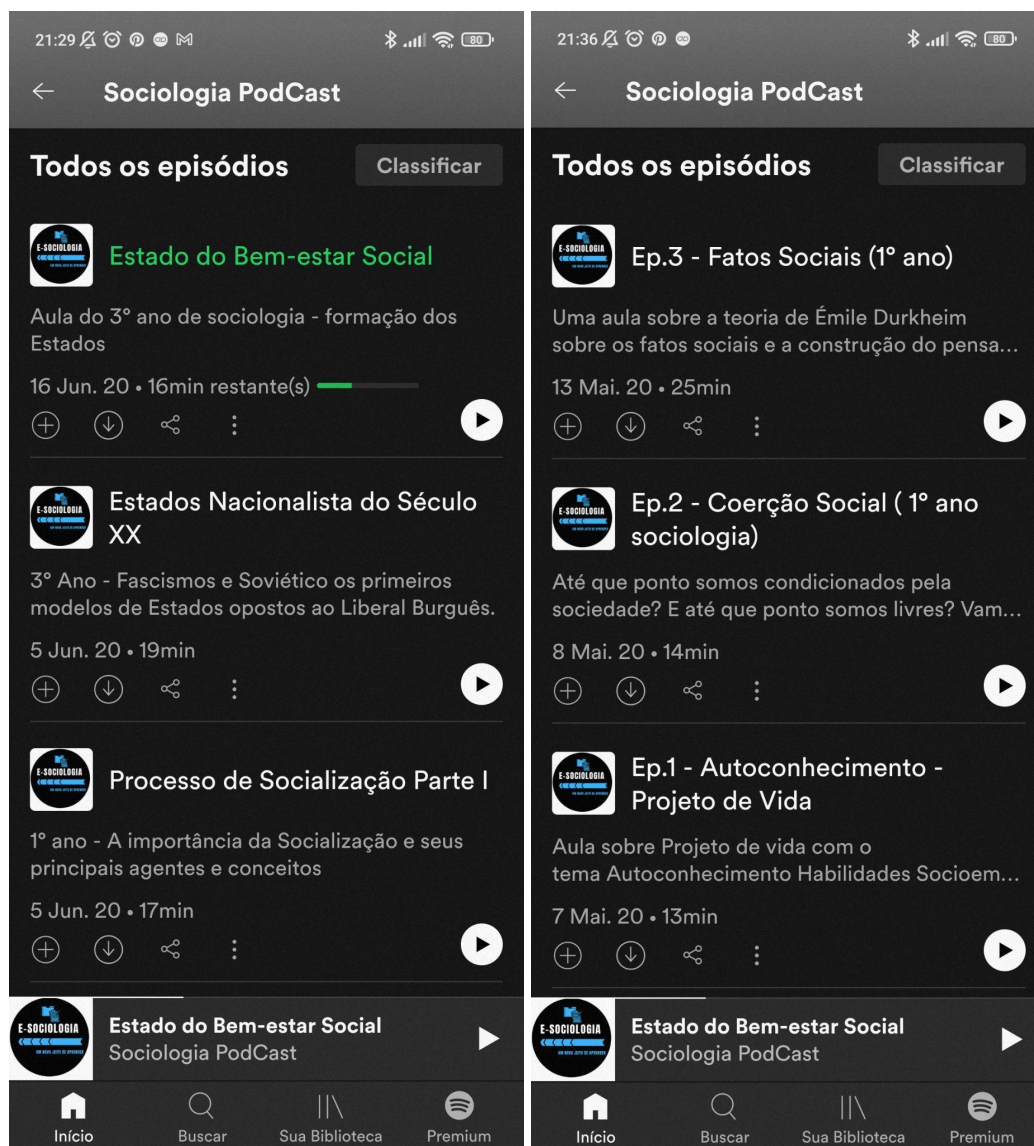 21:29
80
Sociologia PodCast
Todos os episódios
Classificar
E-SOCIOLOGIA
Estado do Bem-estar Social
Aula do 3° ano de sociologia - formação dos
Estados
16 Jun. 20 • 16min restante(s)
E-SOCIOLOGIA
Estados Nacionalista do Século
XX
3° Ano - Fascismos e Soviético os primeiros
modelos de Estados opostos ao Liberal Burguês.
5 Jun. 20 • 19min
E-SOCIOLOGIA
Processo de Socialização Parte I
1° ano - A importância da Socialização e seus
principais agentes e conceitos
5 Jun. 20 • 17min
E-SOCIOLOGIA
Estado do Bem-estar Social
Sociologia PodCast
Início
Buscar
Sua Biblioteca
Premium
21:36
80
Sociologia PodCast
Todos os episódios
Classificar
E-SOCIOLOGIA
Ep.3 - Fatos Sociais (1° ano)
Uma aula sobre a teoria de Émile Durkheim
sobre os fatos sociais e a construção do pensa...
13 Mai. 20 • 25min
E-SOCIOLOGIA
Ep.2 - Coerção Social ( 1° ano
sociologia)
Até que ponto somos condicionados pela
sociedade? E até que ponto somos livres? Vam...
8 Mai. 20 • 14min
E-SOCIOLOGIA
Ep.1 - Autoconhecimento -
Projeto de Vida
Aula sobre Projeto de vida com o
tema Autoconhecimento Habilidades Socioem...
7 Mai. 20 • 13min
E-SOCIOLOGIA
Estado do Bem-estar Social
Sociologia PodCast
Início
Buscar
Sua Biblioteca
Premium